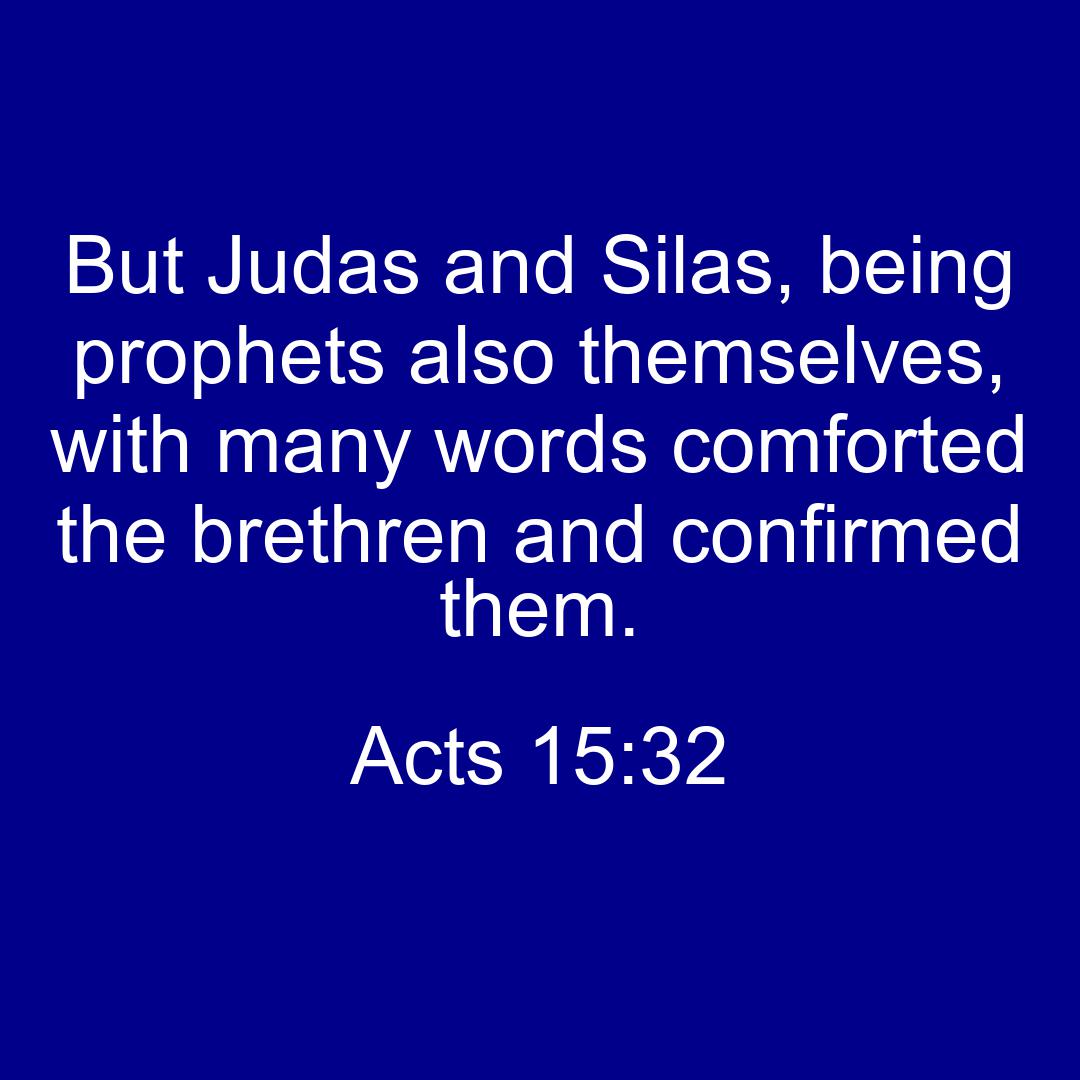 But Judas and Silas, being
prophets also themselves,
with many words comforted
the brethren and confirmed
them.
Acts 15:32